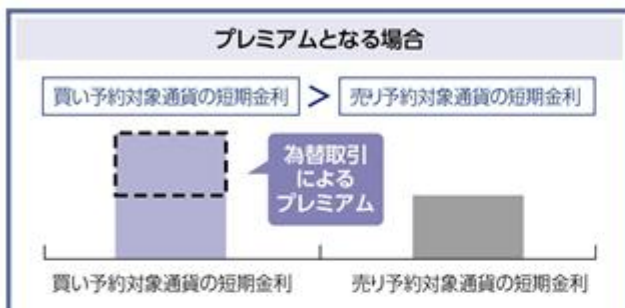 プレミアムとなる場合
買い予約対象通貨の短期金利 > 売り予約対象通貨の短期金利
為替取引
による
プレミアム
買い予約対象通貨の短期金利 売り予約対象通貨の短期金利